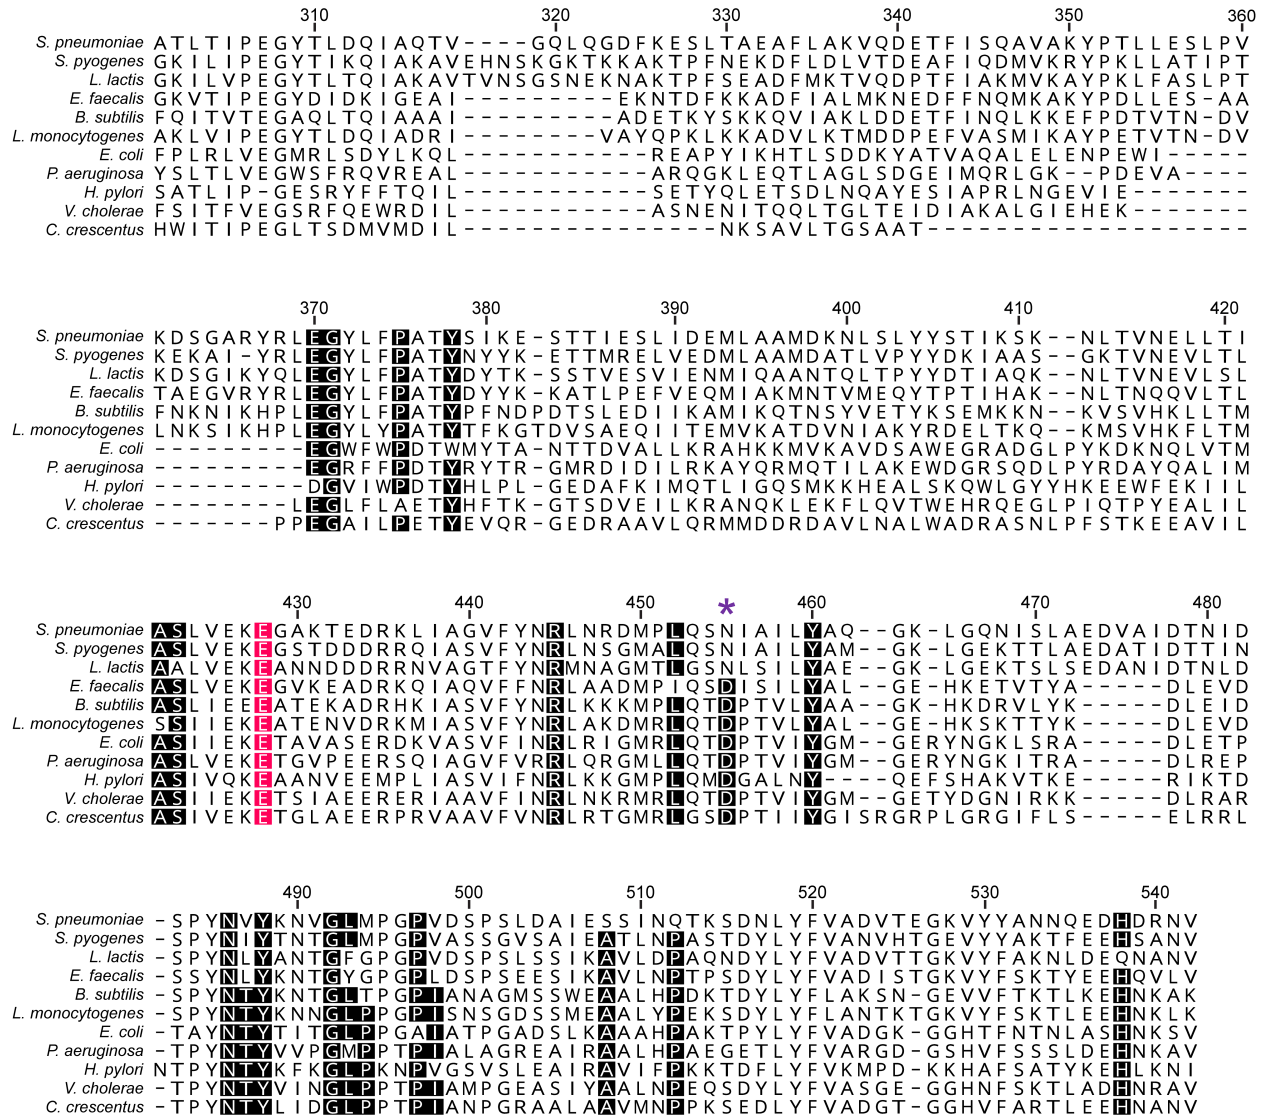 310 320 330 340 350 360
S. pneumoniae ATLTIPEGYTLDQIAQTV----GQLQGDFKESLTAEAFLAKVQDETFISQAVAKYPTLLESLPV
S. pyogenes GKILIPEGYTIKQIAKAVEHNSKGKTKKAKTPFNEKDFLDLVTDEAFIQDMVKRYPKLLATIPT
L. lactis GKILVPEGYTLTQIAKAVTVNSGSNEKNAKTPFSEADFMKTVQDPTFIAKMVKAYPKLFASLPT
E. faecalis GKVTIPEGYDIDKIGEAI---------EKNTDFKKADFIALMKNEDFFNQMKAKYPDLLES-AA
B. subtilis FQITVTEGAQLTQIAAAI---------ADETKYSKKQVIAKLDDETFINQLKKEFPDTVTN-DV
L. monocytogenes AKLVIPEGYTLDQIADRI--------VAYQPKLKKADVLKTMDDPEFVASMIKAYPETVTN-DV
E. coli FPLRLVEGMRLSDYLKQL-----------REAPYIKHTLSDDKYATVAQALELENPEWI-----
P. aeruginosa YSLTLVEGWSFRQVREAL-----------ARQGKLEQTLAGLSDGEIMQRLGK--PDEVA----
H. pylori SATLIP-GESRYFFTQIL-----------SETYQLETSDLNQAYESIAPRLNGEVIE-------
V. cholerae FSITFVEGSRFQEWRDIL-----------ASNENITQQLTGLTEIDIAKALGIEHEK-------
C. crescentus HWITIPEGLTSDMVMDIL---------------NKSAVLTGSAAT-------------------
370 380 390 400 410 420
S. pneumoniae KDSGARYRLEGYLFPATYSIKE-STTIESLIDEMLAAMDKNLSLYYSTIKSK--NLTVNELLTI
S. pyogenes KEKAI-YRLEGYLFPATYNYYK-ETTMRELVEDMLAAMDATLVPYYDKIAAS--GKTVNEVLTL
L. lactis KDSGIKYQLEGYLFPATYDYTK-SSTVESVIENMIQAANTQLTPYYDTIAQK--NLTVNEVLSL
E. faecalis TAEGVRYRLEGYLFPATYDYYK-KATLPEFVEQMIAKMNTVMEQYTPTIHAK--NLTNQQVLTL
B. subtilis FNKNIKHPLEGYLFPATYPFNDPDTSLEDIIKAMIKQTNSYVETYKSEMKKN--KVSVHKLLTM
L. monocytogenes LNKSIKHPLEGYLYPATYTFKGTDVSAEQIITEMVKATDVNIAKYRDELTKQ--KMSVHKFLTM
E. coli ---------EGWFWPDTWMYTA-NTTDVALLKRAHKKMVKAVDSAWEGRADGLPYKDKNQLVTM
P. aeruginosa ---------EGRFFPDTYRYTR-GMRDIDILRKAYQRMQTILAKEWDGRSQDLPYRDAYQALIM
H. pylori ---------DGVIWPDTYHLPL-GEDAFKIMQTLIGQSMKKHEALSKQWLGYYHKEEWFEKIIL
V. cholerae --------LEGLFLAETYHFTK-GTSDVEILKRANQKLEKFLQVTWEHRQEGLPIQTPYEALIL
C. crescentus -------PPEGAILPETYEVQR-GEDRAAVLQRMMDDRDAVLNALWADRASNLPFSTKEEAVIL
430 440 450 * 460 470 480
S. pneumoniae ASLVEKEGAKTEDRKLIAGVFYNRLNRDMPLQSNIAILYAQ--GK-LGQNISLAEDVAIDTNID
S. pyogenes ASLVEKEGSTDDDRRQIASVFYNRLNSGMALQSNIAILYAM--GK-LGEKTTLAEDATIDTTIN
L. lactis AALVEKEANNDDDRRNVAGTFYNRMNAGMTLGSNLSILYAE--GK-LGEKTSLSEDANIDTNLD
E. faecalis ASLVEKEGVKEADRKQIAQVFFNRLAADMPIQSDISILYAL--GE-HKETVTYA-----DLEVD
B. subtilis ASLIEEEATEKADRHKIASVFYNRLKKKMPLQTDPTVLYAA--GK-HKDRVLYK-----DLEID
L. monocytogenes SSIIEKEATENVDRKMIASVFYNRLAKDMRLQTDPTVLYAL--GE-HKSKTTYK-----DLEVD
E. coli ASIIEKETAVASERDKVASVFINRLRIGMRLQTDPTVIYGM--GERYNGKLSRA-----DLETP
P. aeruginosa ASLVEKETGVPEERSQIAGVFVRRLQRGMLLQTDPTVIYGM--GERYNGKITRA-----DLREP
H. pylori ASIVQKEAANVEEMPLIASVIFNRLKKGMPLQMDGALNY----QEFSHAKVTKE-----RIKTD
V. cholerae ASIIEKETSIAEERERIAAVFINRLNKRMRLQTDPTVIYGM--GETYDGNIRKK-----DLRAR
C. crescentus ASIVEKETGLAEERPRVAAVFVNRLRTGMRLGSDPTIIYGISRGRPLGRGIFLS-----ELRRL
490 500 510 520 530 540
S. pneumoniae -SPYNVYKNVGLMPGPVDSPSLDAIESSINQTKSDNLYFVADVTEGKVYYANNQEDHDRNV
S. pyogenes -SPYNIYTNTGLMPGPVASSGVSAIEATLNPASTDYLYFVANVHTGEVYYAKTFEEHSANV
L. lactis -SPYNLYANTGFGPGPVDSPSLSSIKAVLDPAQNDYLYFVADVTTGKVYFAKNLDEQNANV
E. faecalis -SSYNLYKNTGYGPGPLDSPSEESIKAVLNPTPSDYLYFVADISTGKVYFSKTYEEHQVLV
B. subtilis -SPYNTYKNTGLTPGPIANAGMSSWEAALHPDKTDYLYFLAKSN-GEVVFTKTLKEHNKAK
L. monocytogenes -SPYNTYKNNGLPPGPISNSGDSSMEAALYPEKSDYLYFLANTKTGKVYFSKTLEEHNKLK
E. coli -TAYNTYTITGLPPGAIATPGADSLKAAAHPAKTPYLYFVADGK-GGHTFNTNLASHNKSV
P. aeruginosa -TPYNTYVVPGMPPTPIALAGREAIRAALHPAEGETLYFVARGD-GSHVFSSSLDEHNKAV
H. pylori NTPYNTYKFKGLPKNPVGSVSLEAIRAVIFPKKTDFLYFVKMPD-KKHAFSATYKEHLKNI
V. cholerae -TPYNTYVINGLPPTPIAMPGEASIYAALNPEQSDYLYFVASGE-GGHNFSKTLADHNRAV
C. crescentus -TPYNTYLIDGLPPTPIANPGRAALAAVMNPPKSEDLYFVADGT-GGHVFARTLEEHNANV